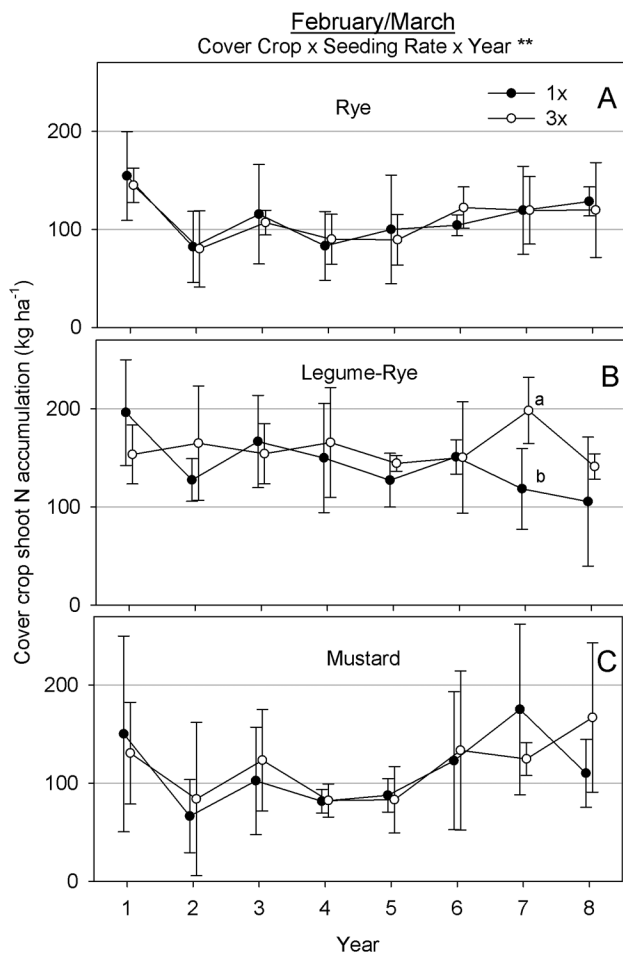 February/March
Cover Crop x Seeding Rate x Year **
Cover crop shoot N accumulation (kg ha⁻¹)
Rye
1x
3x
A
200
100
0
Legume-Rye
B
a
b
200
100
0
Mustard
C
200
100
0
1 2 3 4 5 6 7 8
Year